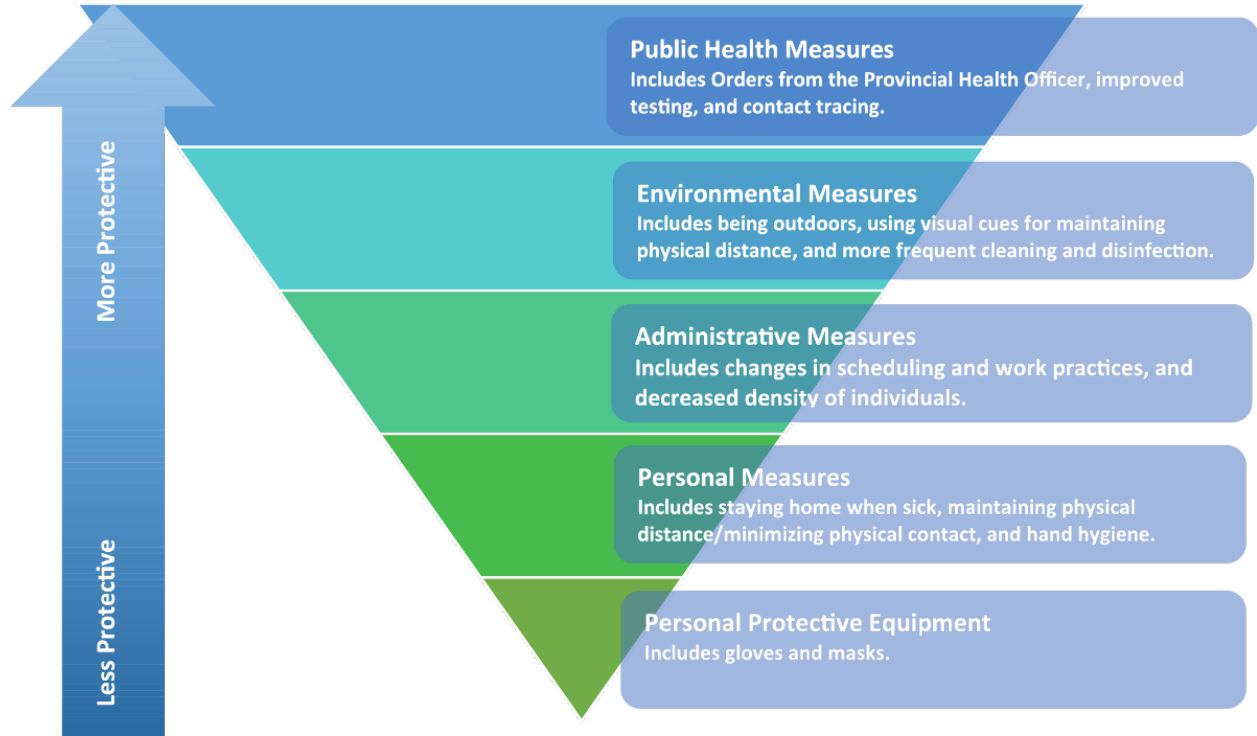 More Protective
Less Protective
Public Health Measures
Includes Orders from the Provincial Health Officer, improved
testing, and contact tracing.
Environmental Measures
Includes being outdoors, using visual cues for maintaining
physical distance, and more frequent cleaning and disinfection.
Administrative Measures
Includes changes in scheduling and work practices, and
decreased density of individuals.
Personal Measures
Includes staying home when sick, maintaining physical
distance/minimizing physical contact, and hand hygiene.
Personal Protective Equipment
Includes gloves and masks.